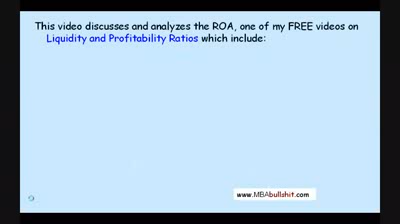 This video discusses and analyzes the ROA, one of my FREE videos on
Liquidity and Profitability Ratios which include:
www.MBAbullshit.com